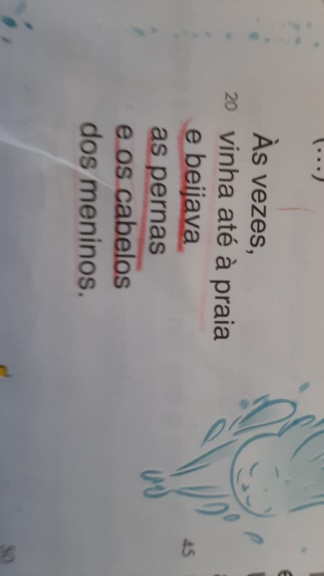 (...)
Às vezes,
20 vinha até à praia
e beijava
as pernas
e os cabelos
dos meninos.
45